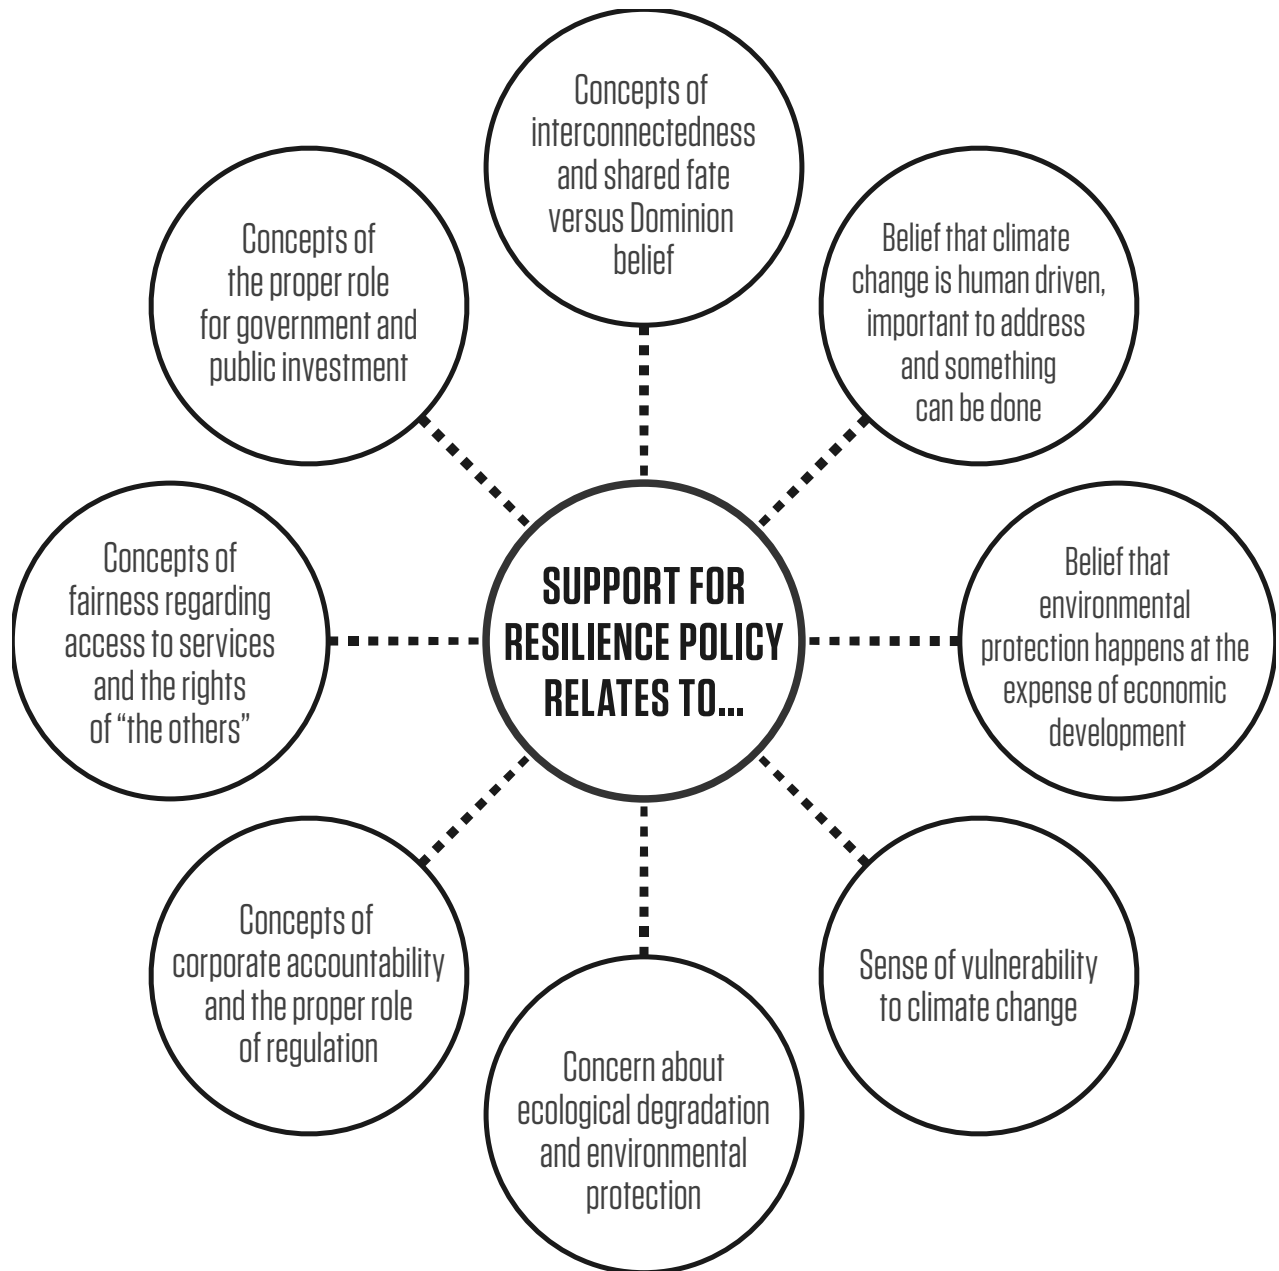 Concepts of
interconnectedness
and shared fate
versus Dominion
belief
Belief that climate
change is human driven,
important to address
and something
can be done
Belief that
environmental
protection happens at the
expense of economic
development
Sense of vulnerability
to climate change
Concern about
ecological degradation
and environmental
protection
Concepts of
corporate accountability
and the proper role
of regulation
Concepts of
fairness regarding
access to services
and the rights
of “the others”
Concepts of
the proper role
for government and
public investment
SUPPORT FOR
RESILIENCE POLICY
RELATES TO...